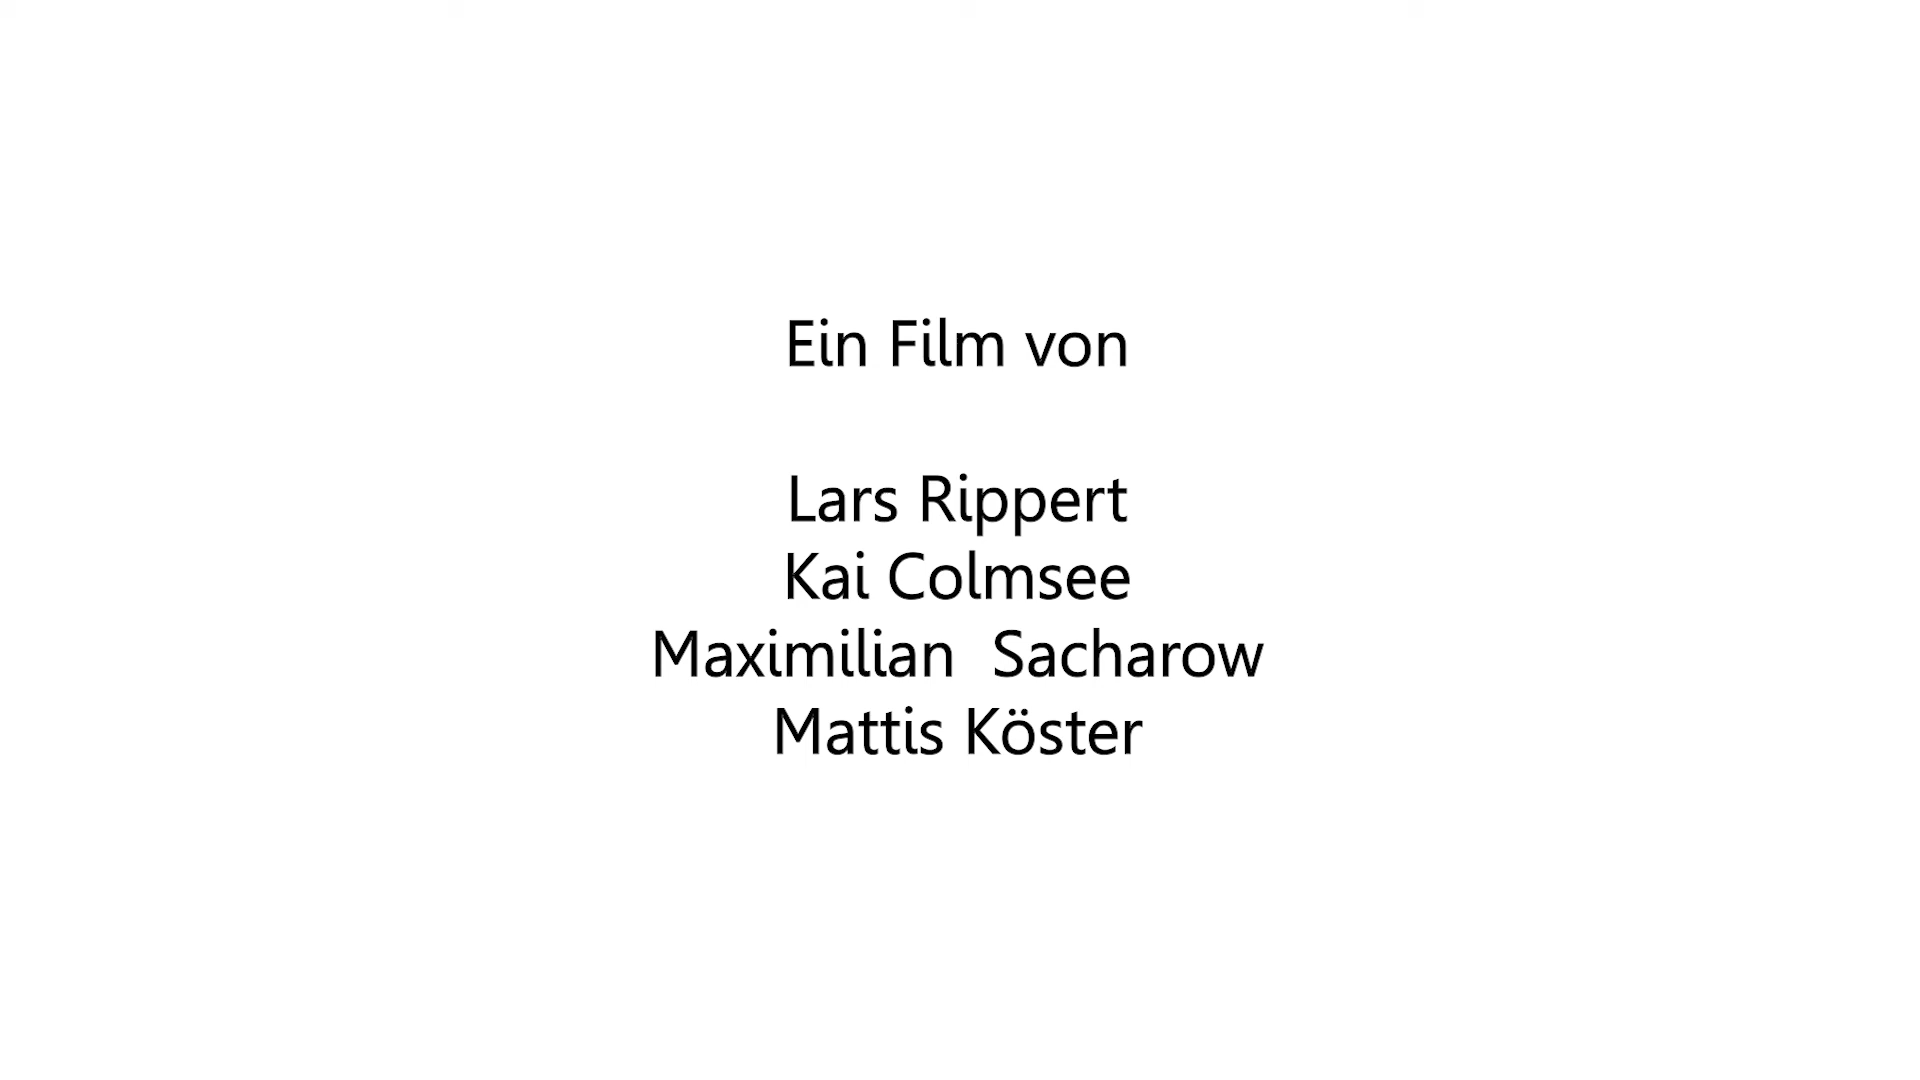 Ein Film von
Lars Rippert
Kai Colmsee
Maximilian  Sacharow
Mattis Köster